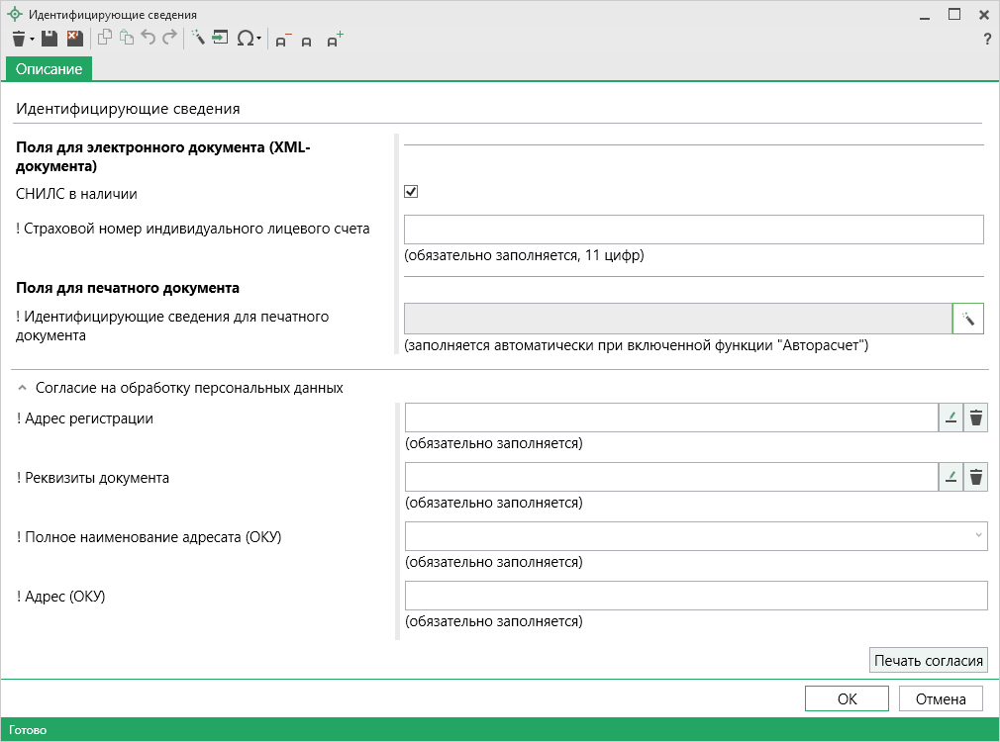 Идентифицирующие сведения
?
Описание
Идентифицирующие сведения
Поля для электронного документа (XML-
документа)
СНИЛС в наличии
! Страховой номер индивидуального лицевого счета
(обязательно заполняется, 11 цифр)
Поля для печатного документа
! Идентифицирующие сведения для печатного
документа
(заполняется автоматически при включенной функции "Авторасчет")
Согласие на обработку персональных данных
! Адрес регистрации
(обязательно заполняется)
! Реквизиты документа
(обязательно заполняется)
! Полное наименование адресата (ОКУ)
(обязательно заполняется)
! Адрес (ОКУ)
(обязательно заполняется)
Печать согласия
ОК
Отмена
Готово